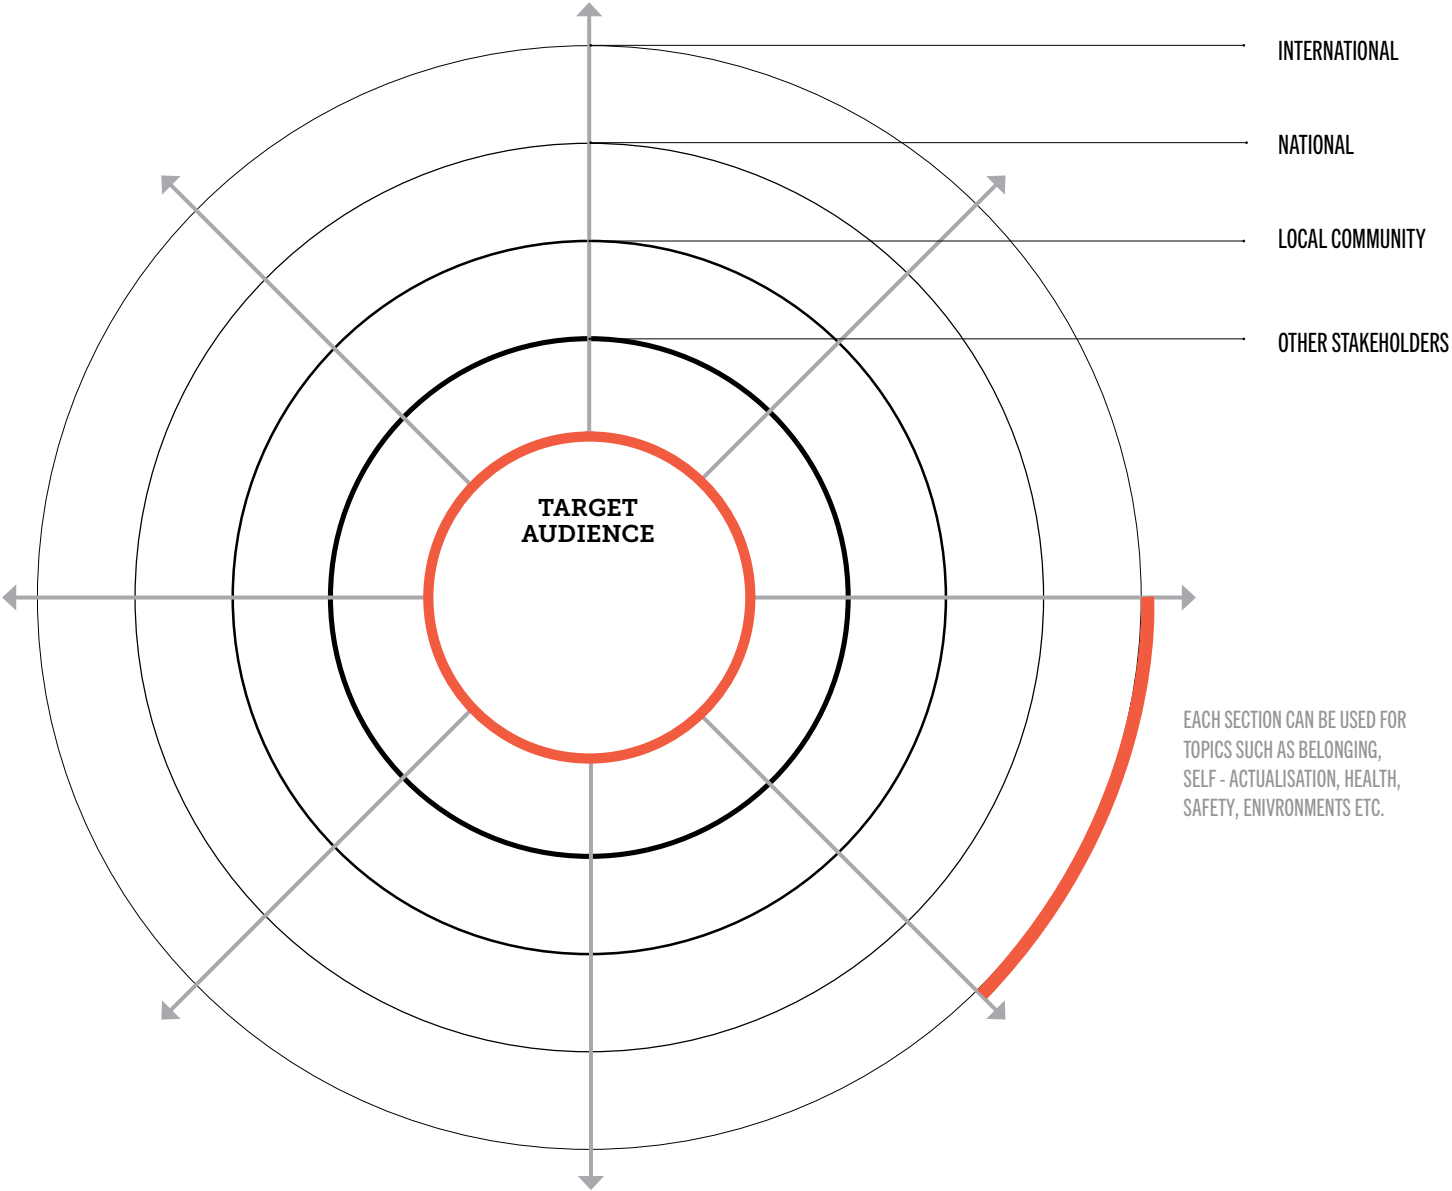 INTERNATIONAL
NATIONAL
LOCAL COMMUNITY
OTHER STAKEHOLDERS
TARGET
AUDIENCE
EACH SECTION CAN BE USED FOR
TOPICS SUCH AS BELONGING,
SELF - ACTUALISATION, HEALTH,
SAFETY, ENIVRONMENTS ETC.